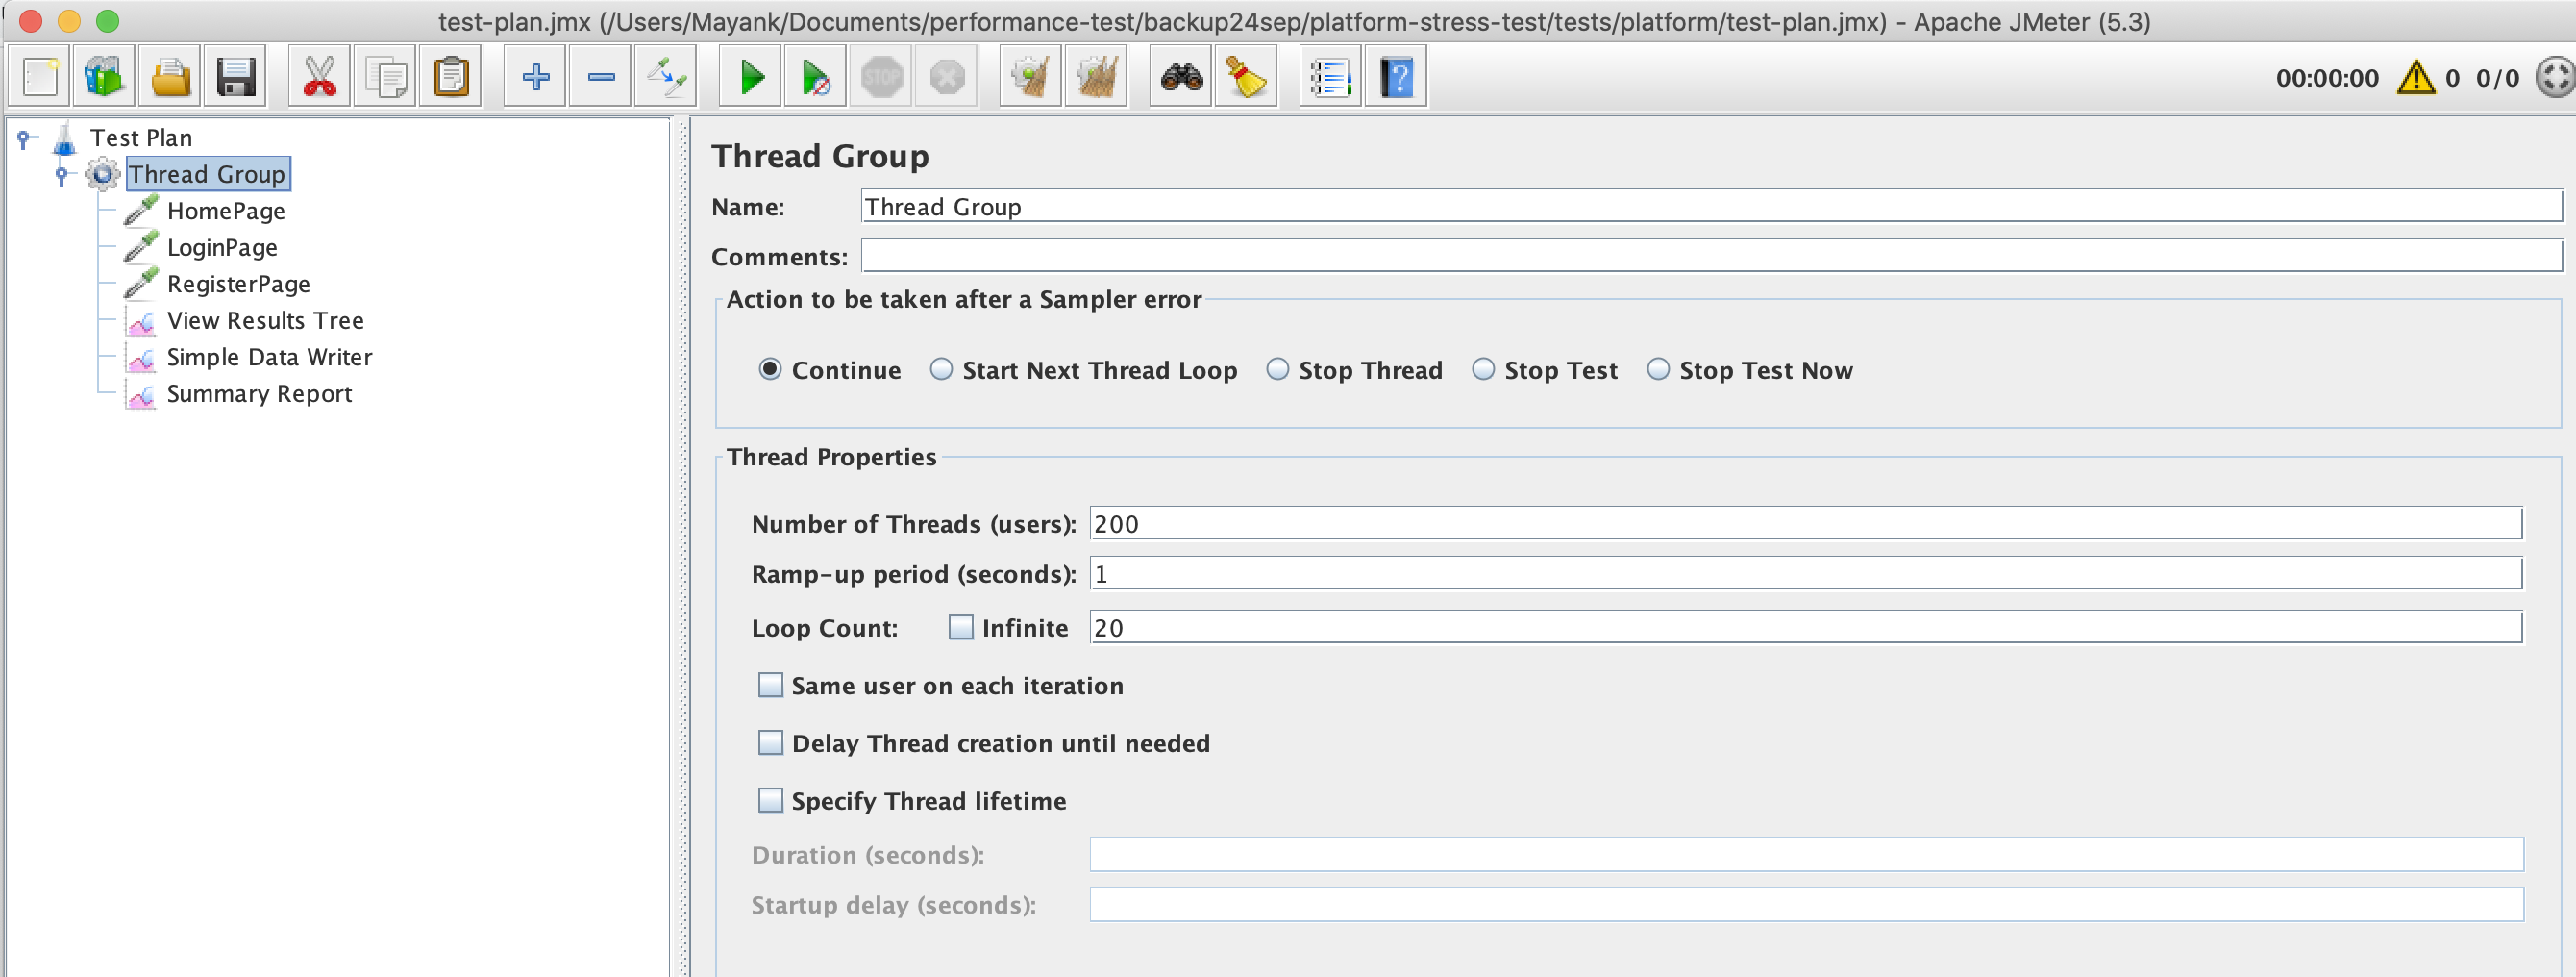 test-plan.jmx (/Users/Mayank/Documents/performance-test/backup24sep/platform-stress-test/tests/platform/test-plan.jmx) - Apache JMeter (5.3)
STOP
?
00:00:00 0 0/0
Test Plan
Thread Group
HomePage
LoginPage
RegisterPage
View Results Tree
Simple Data Writer
Summary Report
Thread Group
Name: Thread Group
Comments:
Action to be taken after a Sampler error
Continue Start Next Thread Loop Stop Thread Stop Test Stop Test Now
Thread Properties
Number of Threads (users): 200
Ramp-up period (seconds): 1
Loop Count: Infinite 20
Same user on each iteration
Delay Thread creation until needed
Specify Thread lifetime
Duration (seconds):
Startup delay (seconds):